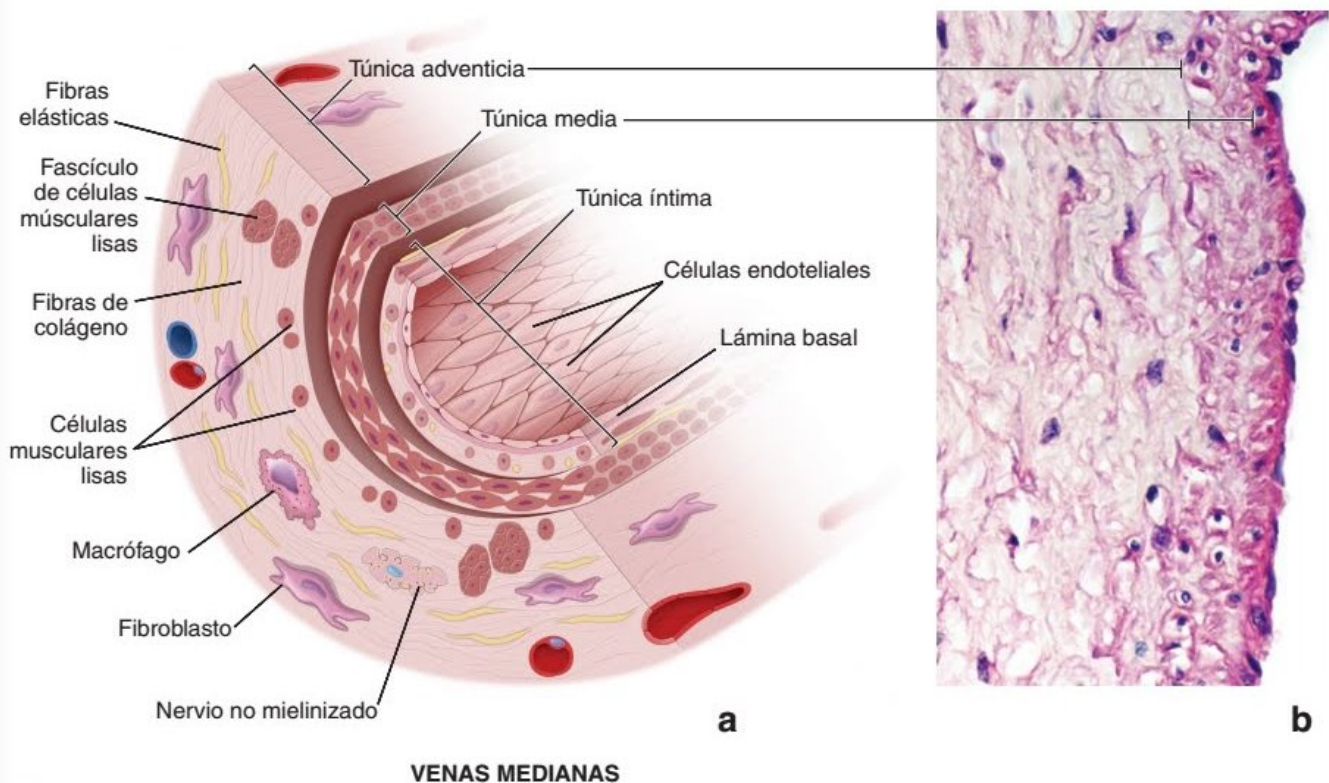 Túnica adventicia
Fibras
elásticas
Túnica media
Fascículo
de células
músculares
lisas
Túnica íntima
Células endoteliales
Fibras de
colágeno
Lámina basal
Células
musculares
lisas
Macrófago
Fibroblasto
Nervio no mielinizado
a
b
VENAS MEDIANAS